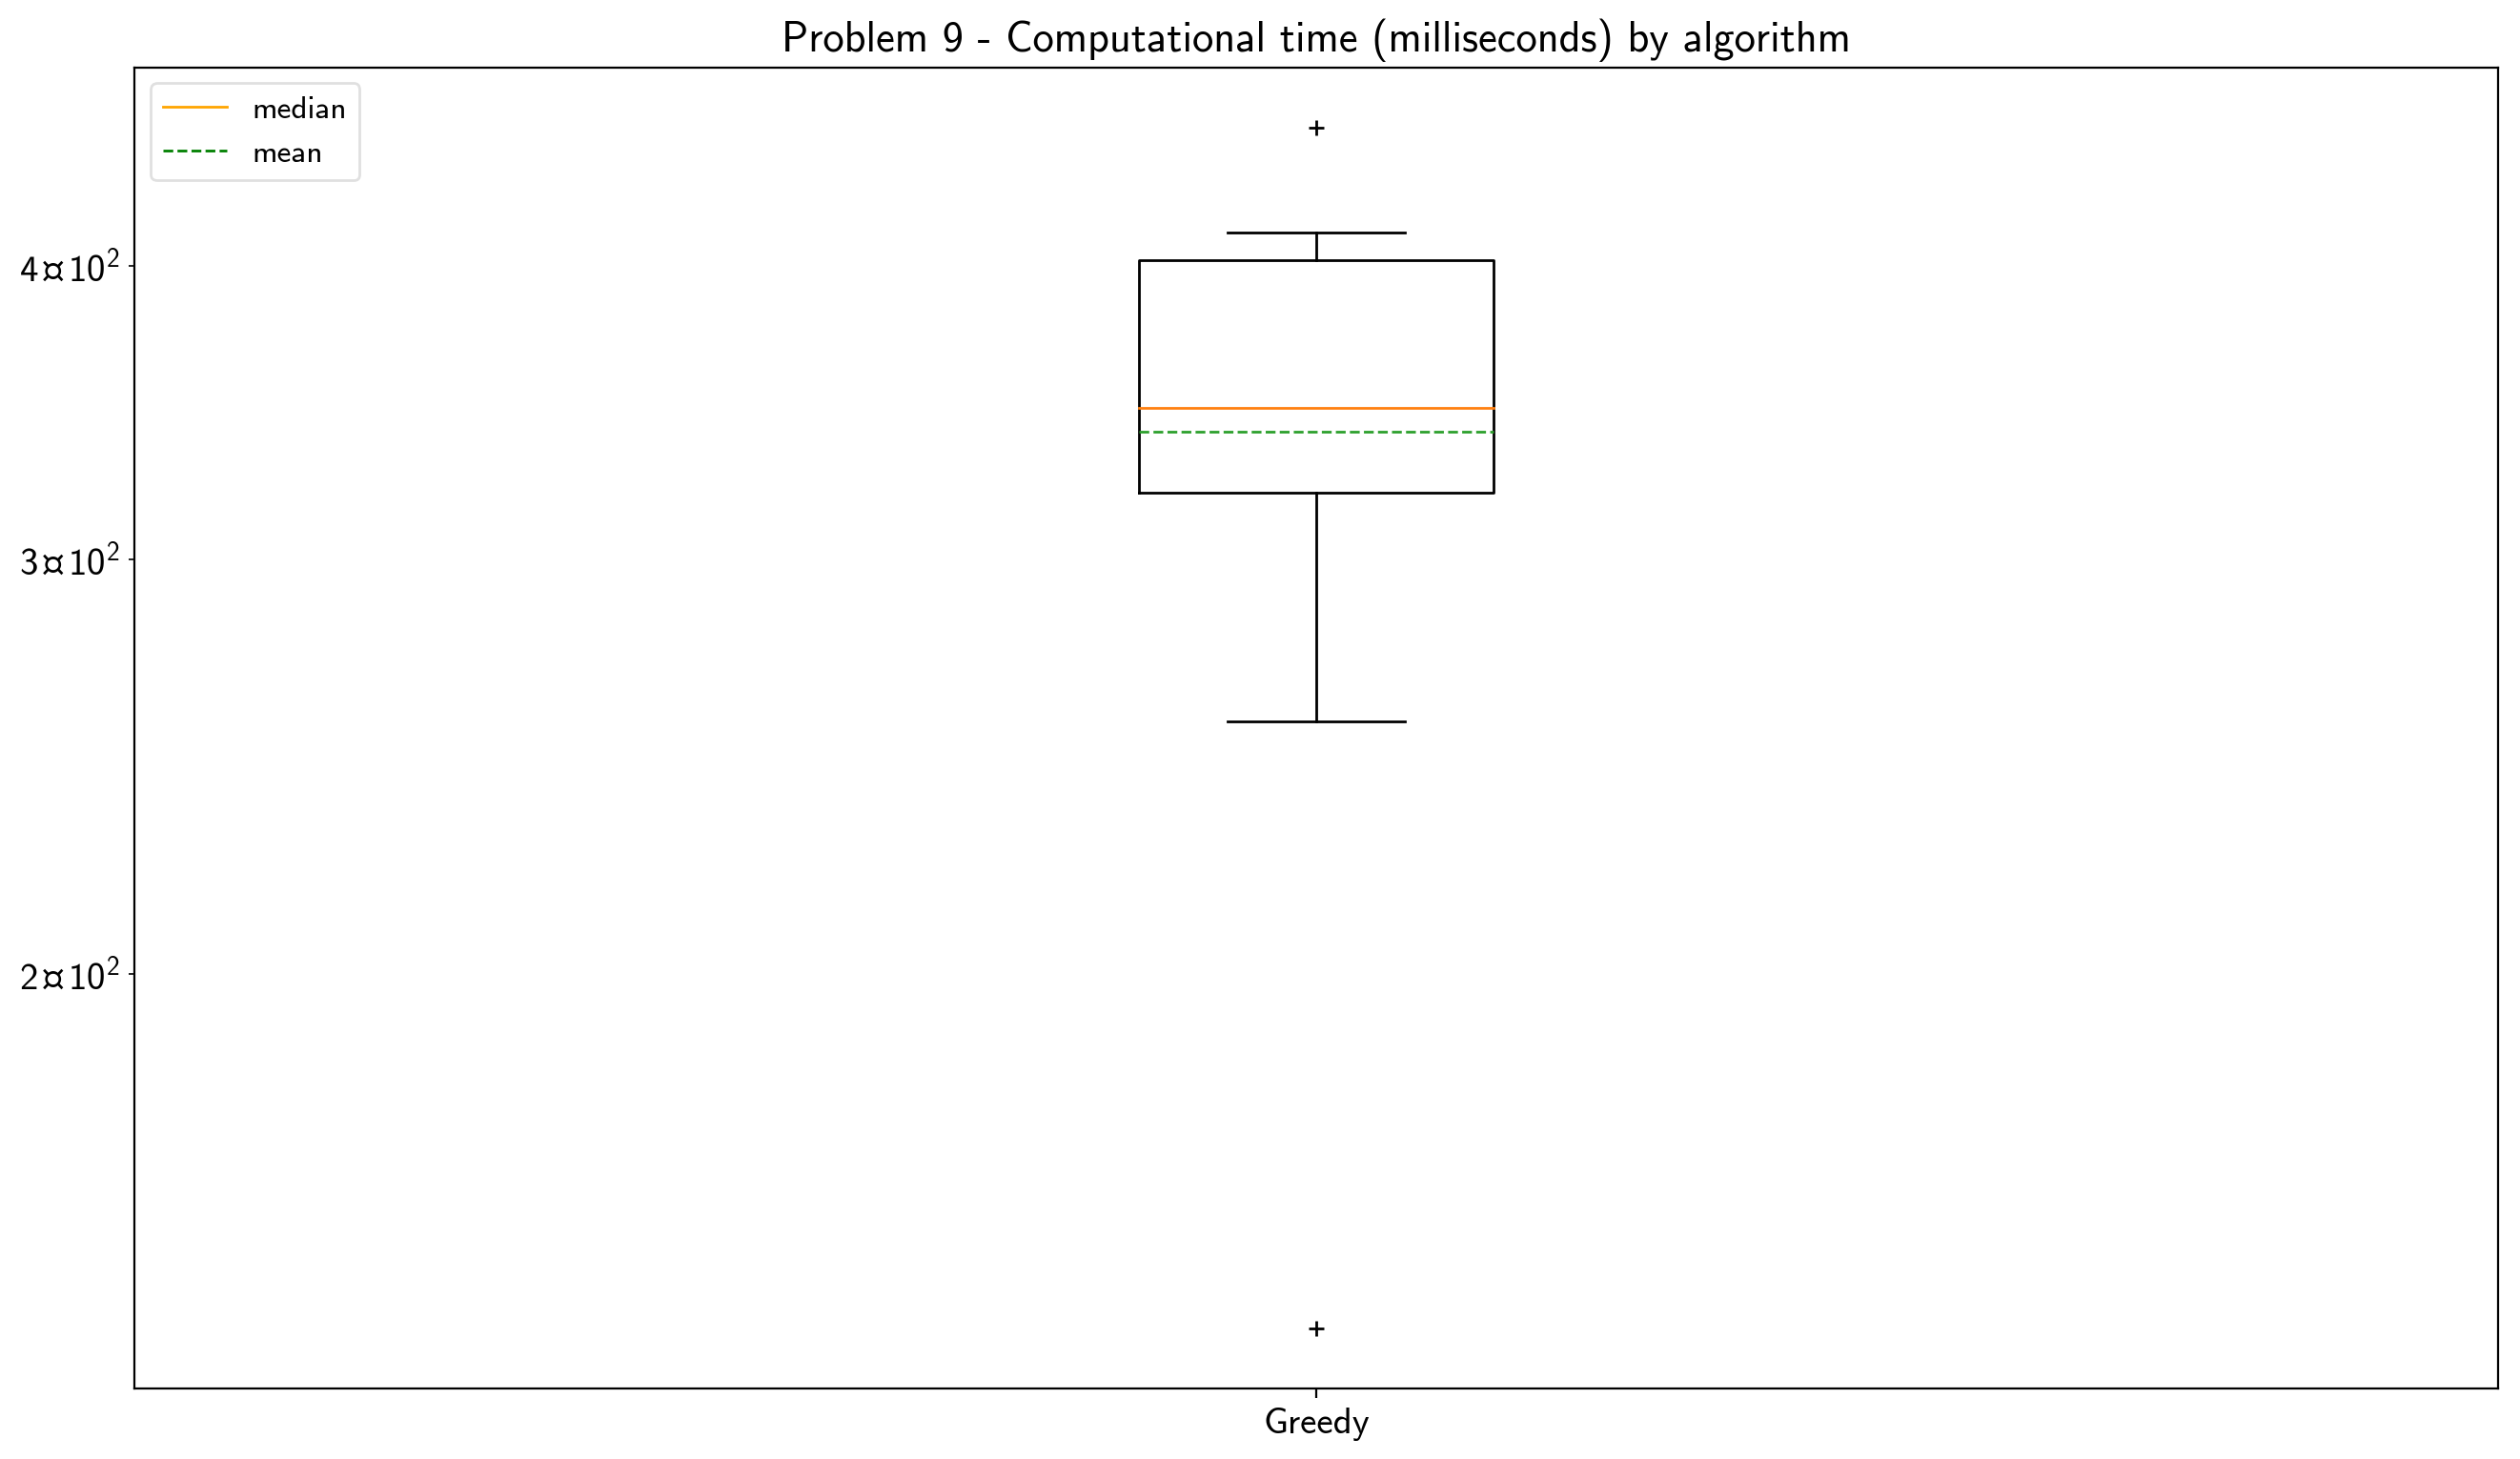 Problem 9 - Computational time (milliseconds) by algorithm
median
mean
4¤10²
3¤10²
2¤10²
Greedy